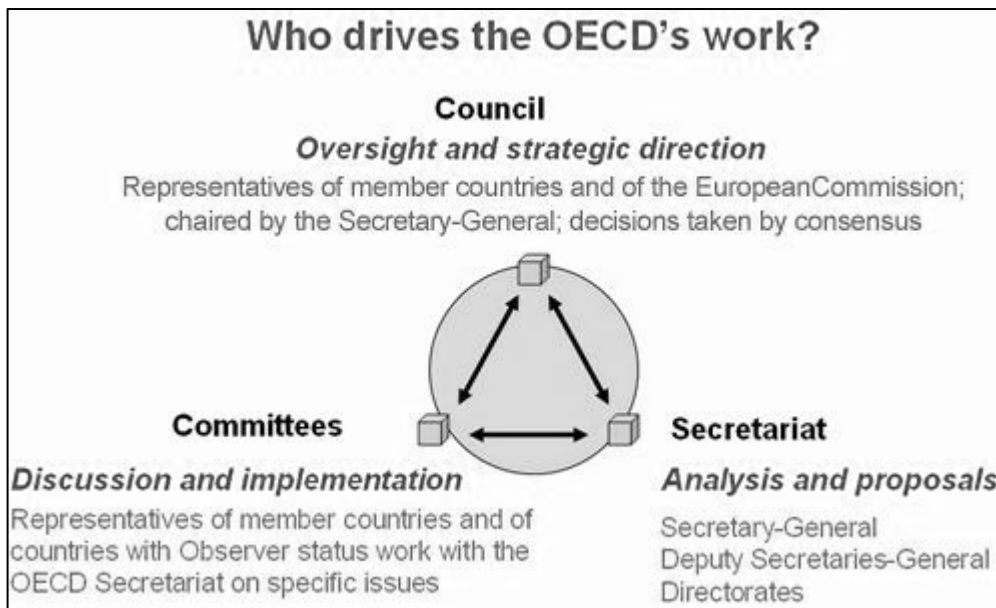 Who drives the OECD's work?
Council
Oversight and strategic direction
Representatives of member countries and of the EuropeanCommission;
chaired by the Secretary-General; decisions taken by consensus
Committees
Discussion and implementation
Representatives of member countries and of
countries with Observer status work with the
OECD Secretariat on specific issues
Secretariat
Analysis and proposals
Secretary-General
Deputy Secretaries-General
Directorates